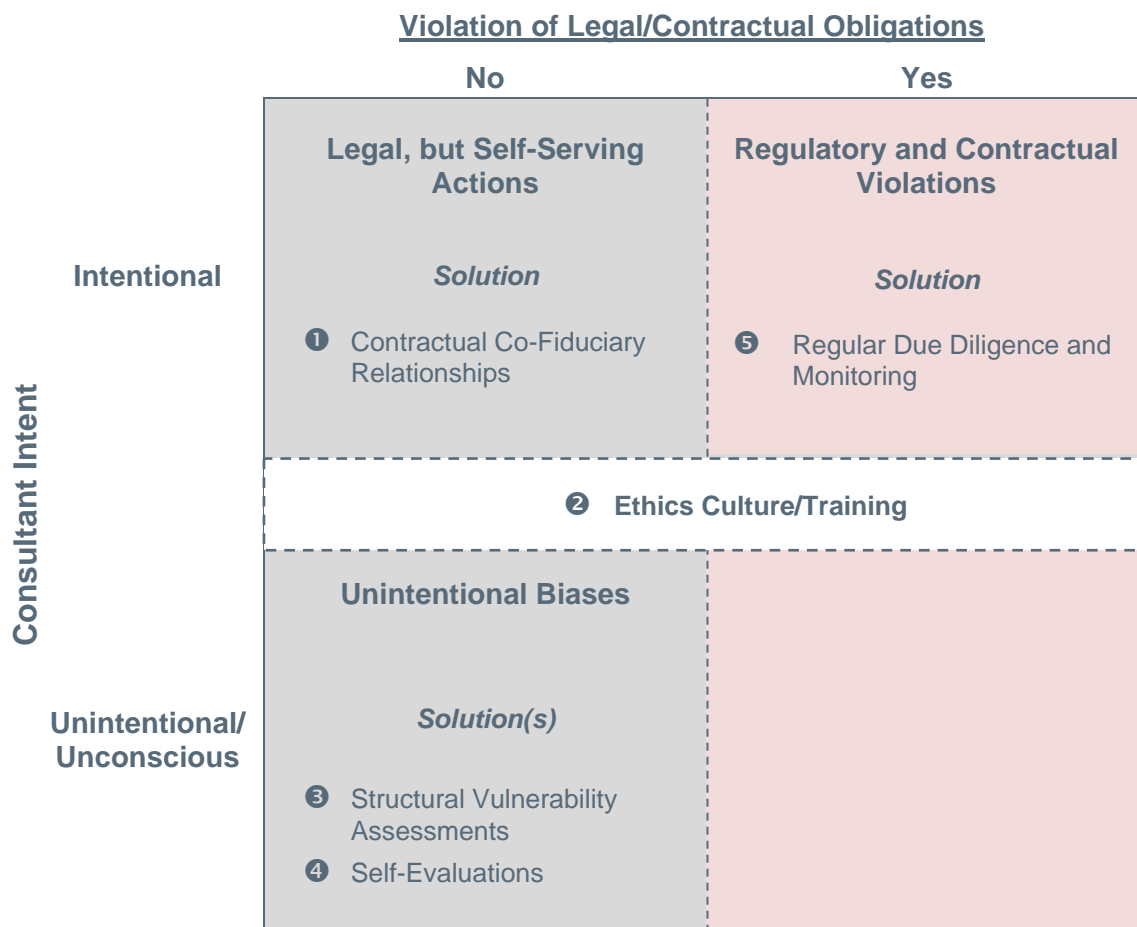 Violation of Legal/Contractual Obligations
No
Yes
Consultant Intent
Intentional
Legal, but Self-Serving
Actions
Solution
❶ Contractual Co-Fiduciary
Relationships
Regulatory and Contractual
Violations
Solution
❺ Regular Due Diligence and
Monitoring
❷ Ethics Culture/Training
Unintentional/
Unconscious
Unintentional Biases
Solution(s)
❸ Structural Vulnerability
Assessments
❹ Self-Evaluations